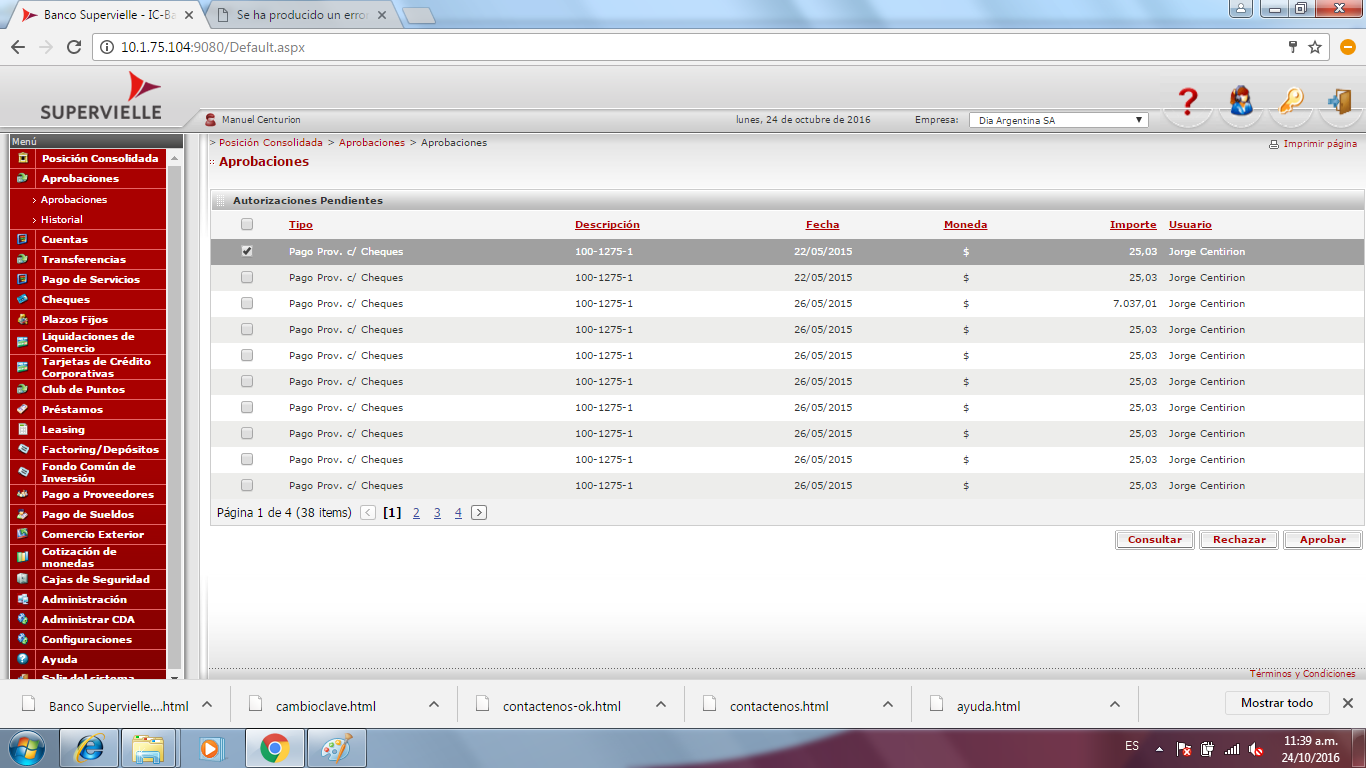 Banco Supervielle - IC-Ba
Se ha producido un erro
10.1.75.104:9080/Default.aspx
SUPERVIELLE
Manuel Centurion
lunes, 24 de octubre de 2016
Empresa:
Dia Argentina SA
Menú
Posición Consolidada
Aprobaciones
› Aprobaciones
› Historial
Cuentas
Transferencias
Pago de Servicios
Cheques
Plazos Fijos
Liquidaciones de
Comercio
Tarjetas de Crédito
Corporativas
Club de Puntos
Préstamos
Leasing
Factoring/Depósitos
Fondo Común de
Inversión
Pago a Proveedores
Pago de Sueldos
Comercio Exterior
Cotización de
monedas
Cajas de Seguridad
Administración
Administrar CDA
Configuraciones
Ayuda
Salir del sistema
> Posición Consolidada > Aprobaciones > Aprobaciones
Imprimir página
Aprobaciones
Autorizaciones Pendientes
Tipo Descripción Fecha Moneda Importe Usuario
Pago Prov. c/ Cheques 100-1275-1 22/05/2015 $ 25,03 Jorge Centirion
Pago Prov. c/ Cheques 100-1275-1 22/05/2015 $ 25,03 Jorge Centirion
Pago Prov. c/ Cheques 100-1275-1 26/05/2015 $ 7.037,01 Jorge Centirion
Pago Prov. c/ Cheques 100-1275-1 26/05/2015 $ 25,03 Jorge Centirion
Pago Prov. c/ Cheques 100-1275-1 26/05/2015 $ 25,03 Jorge Centirion
Pago Prov. c/ Cheques 100-1275-1 26/05/2015 $ 25,03 Jorge Centirion
Pago Prov. c/ Cheques 100-1275-1 26/05/2015 $ 25,03 Jorge Centirion
Pago Prov. c/ Cheques 100-1275-1 26/05/2015 $ 25,03 Jorge Centirion
Pago Prov. c/ Cheques 100-1275-1 26/05/2015 $ 25,03 Jorge Centirion
Pago Prov. c/ Cheques 100-1275-1 26/05/2015 $ 25,03 Jorge Centirion
Página 1 de 4 (38 items) < [1] 2 3 4 >
Consultar Rechazar Aprobar
Términos y Condiciones
Banco Supervielle....html
cambioclave.html
contactenos-ok.html
contactenos.html
ayuda.html
Mostrar todo
ES
11:39 a.m.
24/10/2016